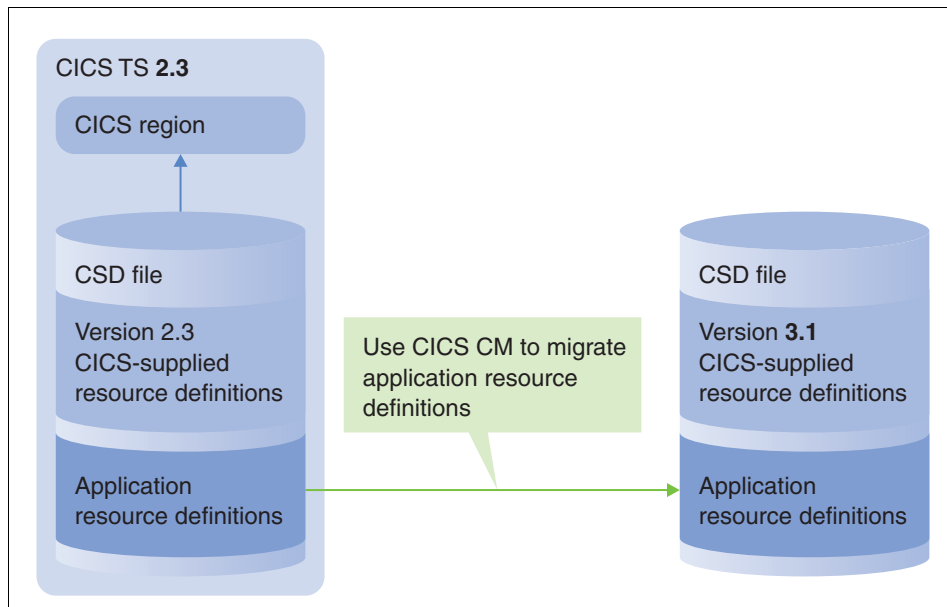 CICS TS 2.3
CICS region
CSD file
Version 2.3
CICS-supplied
resource definitions
Application
resource definitions
Use CICS CM to migrate
application resource
definitions
CSD file
Version 3.1
CICS-supplied
resource definitions
Application
resource definitions